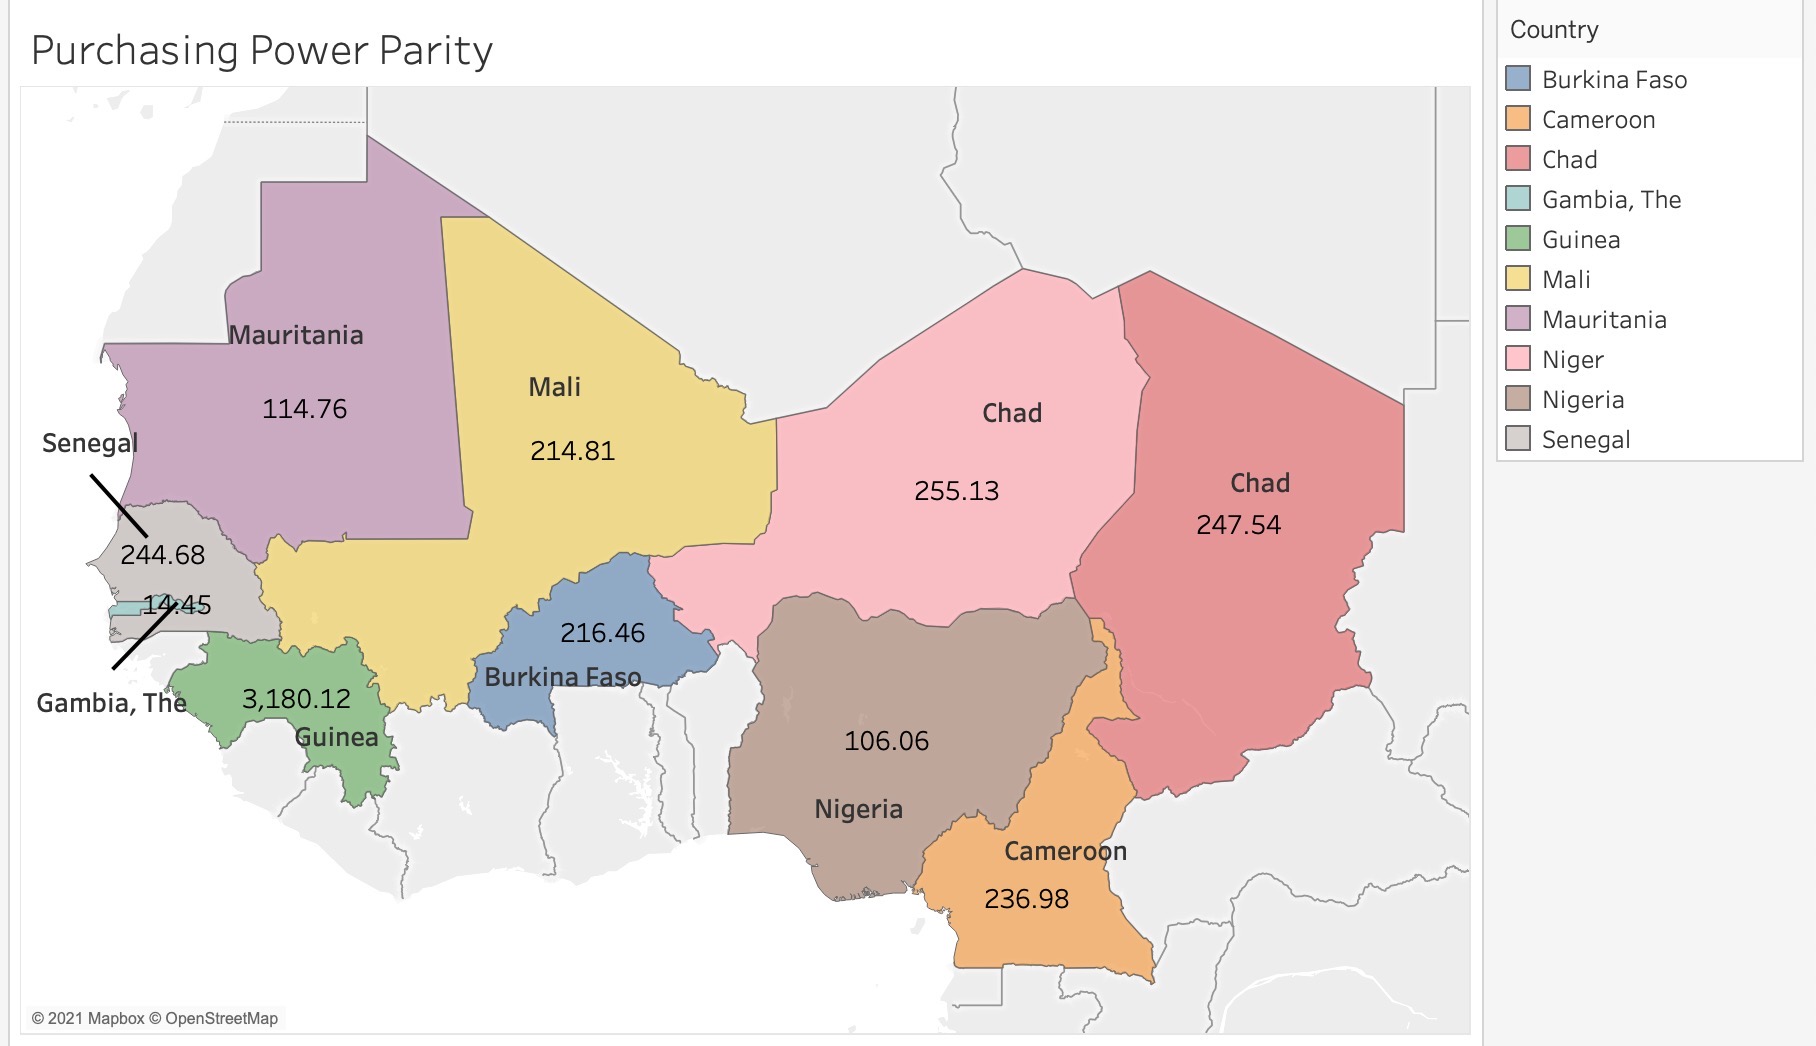 Purchasing Power Parity
Mauritania
114.76
Mali
214.81
Chad
255.13
Chad
247.54
Senegal
244.68
14.45
Gambia, The
3,180.12
Guinea
216.46
Burkina Faso
106.06
Nigeria
Cameroon
236.98
© 2021 Mapbox © OpenStreetMap
Country
Burkina Faso
Cameroon
Chad
Gambia, The
Guinea
Mali
Mauritania
Niger
Nigeria
Senegal